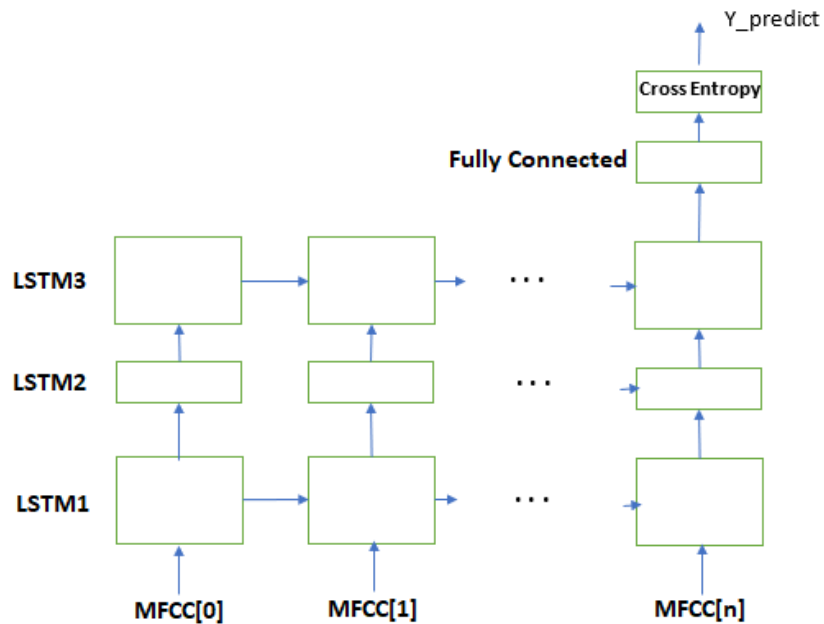 Y_predict
Cross Entropy
Fully Connected
LSTM3
...
LSTM2
...
LSTM1
...
MFCC[0] MFCC[1] MFCC[n]